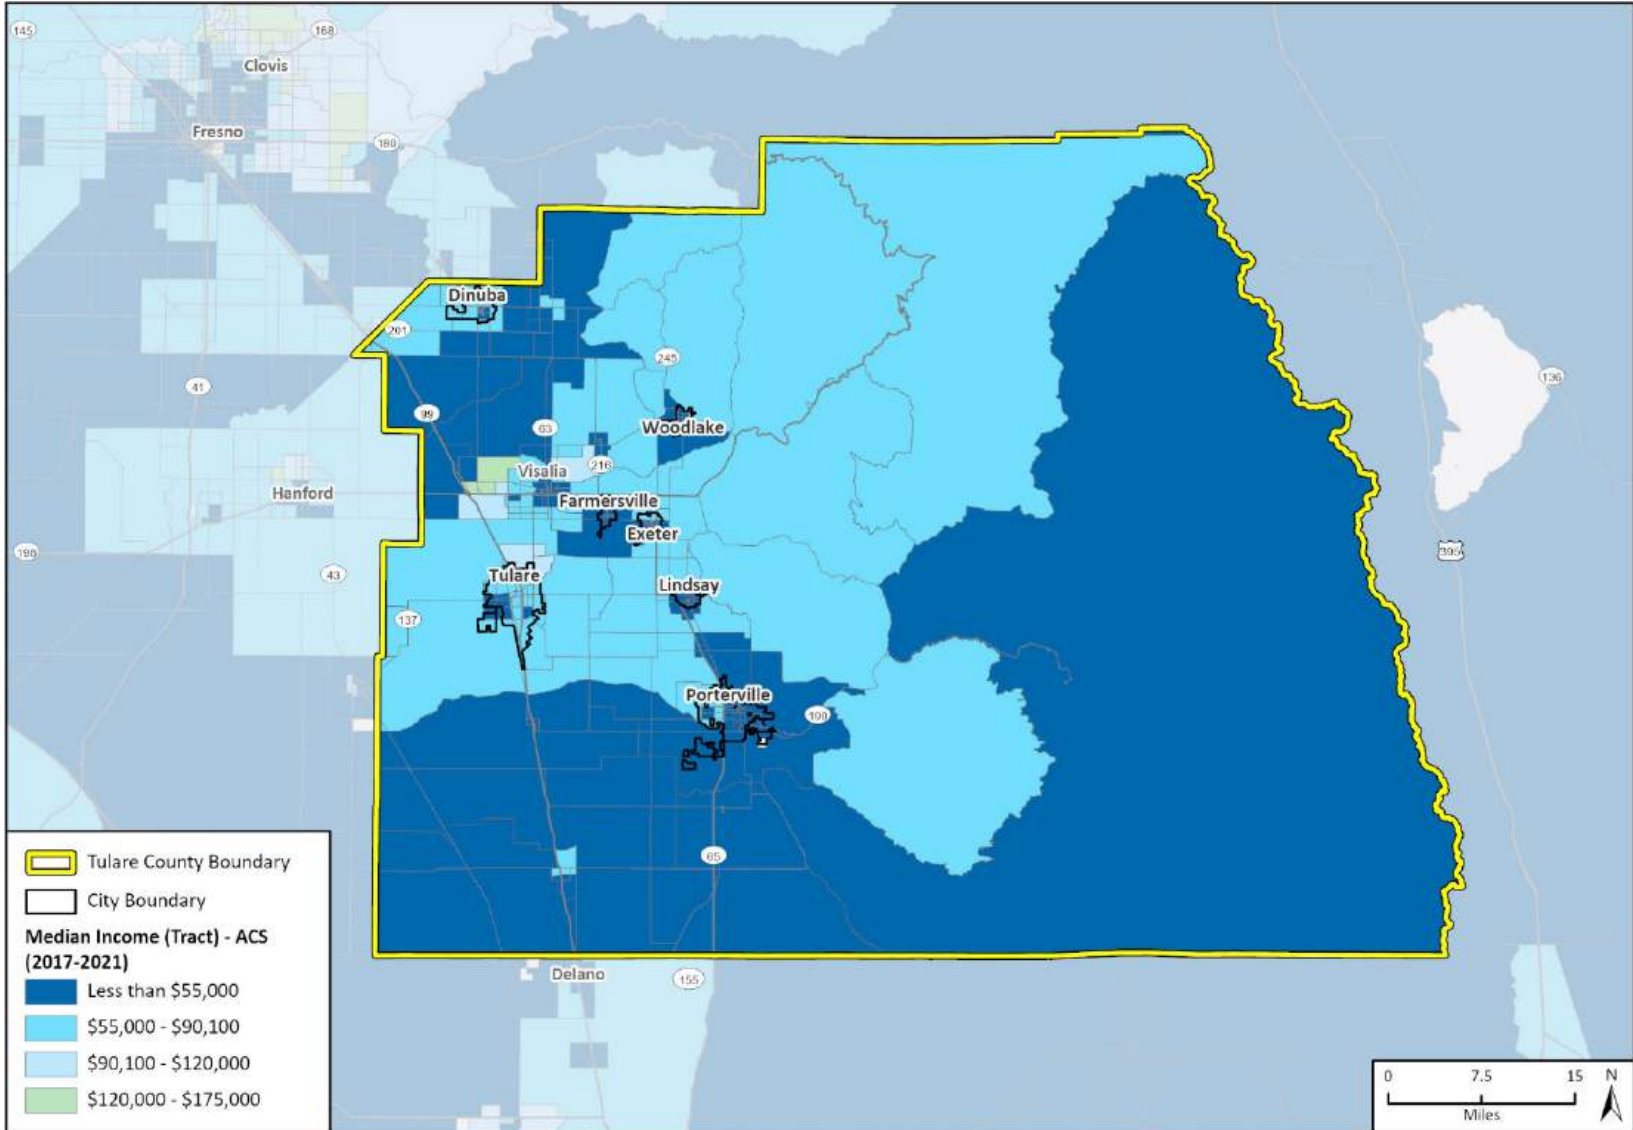 145
168
Clovis
Fresno
180
Dinuba
201
245
41
136
99
Woodlake
63
Visalia
216
Hanford
Farmersville
Exeter
198
395
43
Tulare
Lindsay
137
Porterville
190
65
Delano
155
Tulare County Boundary
City Boundary
Median Income (Tract) - ACS
(2017-2021)
Less than $55,000
$55,000 - $90,100
$90,100 - $120,000
$120,000 - $175,000
0 7.5 15 N
Miles